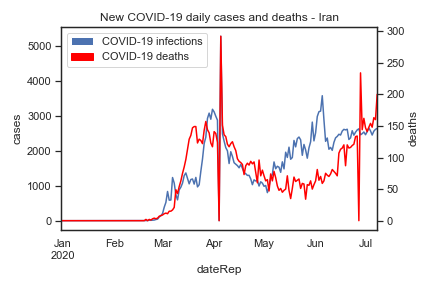 New COVID-19 daily cases and deaths - Iran
COVID-19 infections
COVID-19 deaths
cases
5000
4000
3000
2000
1000
0
deaths
300
250
200
150
100
50
0
Jan Feb Mar Apr May Jun Jul
2020
dateRep